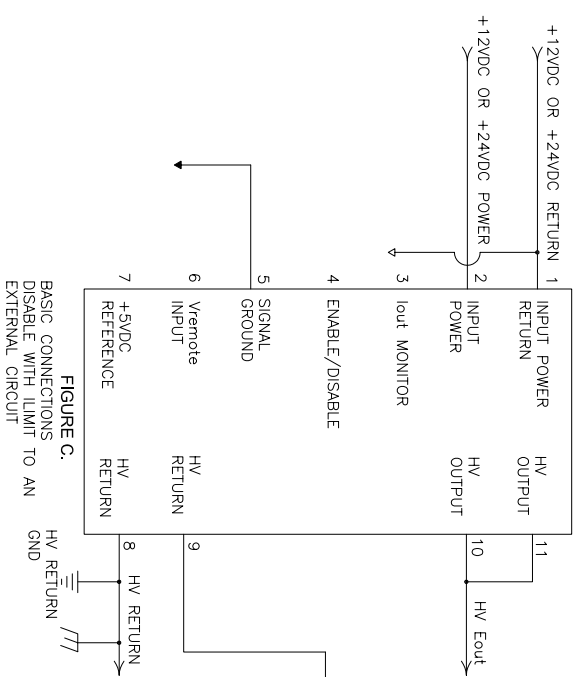 +12VDC OR +24VDC RETURN
+12VDC OR +24VDC POWER
1
INPUT POWER
RETURN
2
INPUT
POWER
3
Iout MONITOR
4
ENABLE/DISABLE
5
SIGNAL
GROUND
6
Vremote
INPUT
7
+5VDC
REFERENCE
HV
OUTPUT
11
HV
OUTPUT
10
HV Eout
HV
RETURN
9
HV
RETURN
8
HV RETURN
HV RETURN
GND
FIGURE C.
BASIC CONNECTIONS
DISABLE WITH ILIMIT TO AN
EXTERNAL CIRCUIT